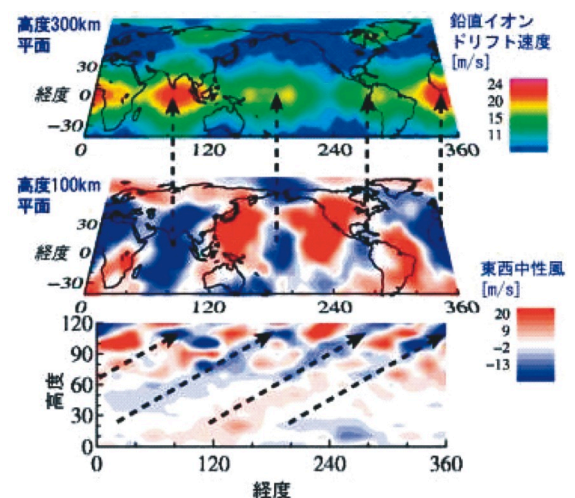 高度300km
平面
鉛直イオン
ドリフト速度
[m/s]
30
経度 0
-30
24
20
15
11
0 120 240 360
高度100km
平面
30
経度 0
-30
0 120 240 360
東西中性風
[m/s]
20
9
-2
-13
120
90
60
30
0
高度
0 120 240 360
経度